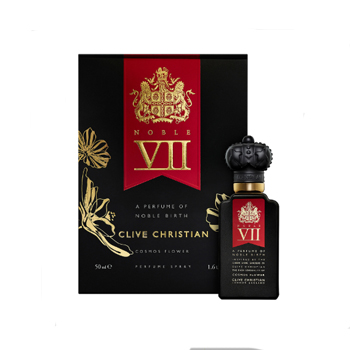 NOBLE
VII
A PERFUME OF
NOBLE BIRTH
CLIVE CHRISTIAN
COSMOS FLOWER
50ml e
PERFUME SPRAY
1.6
NOBLE
VII
A PERFUME OF
NOBLE BIRTH
CLIVE CHRISTIAN